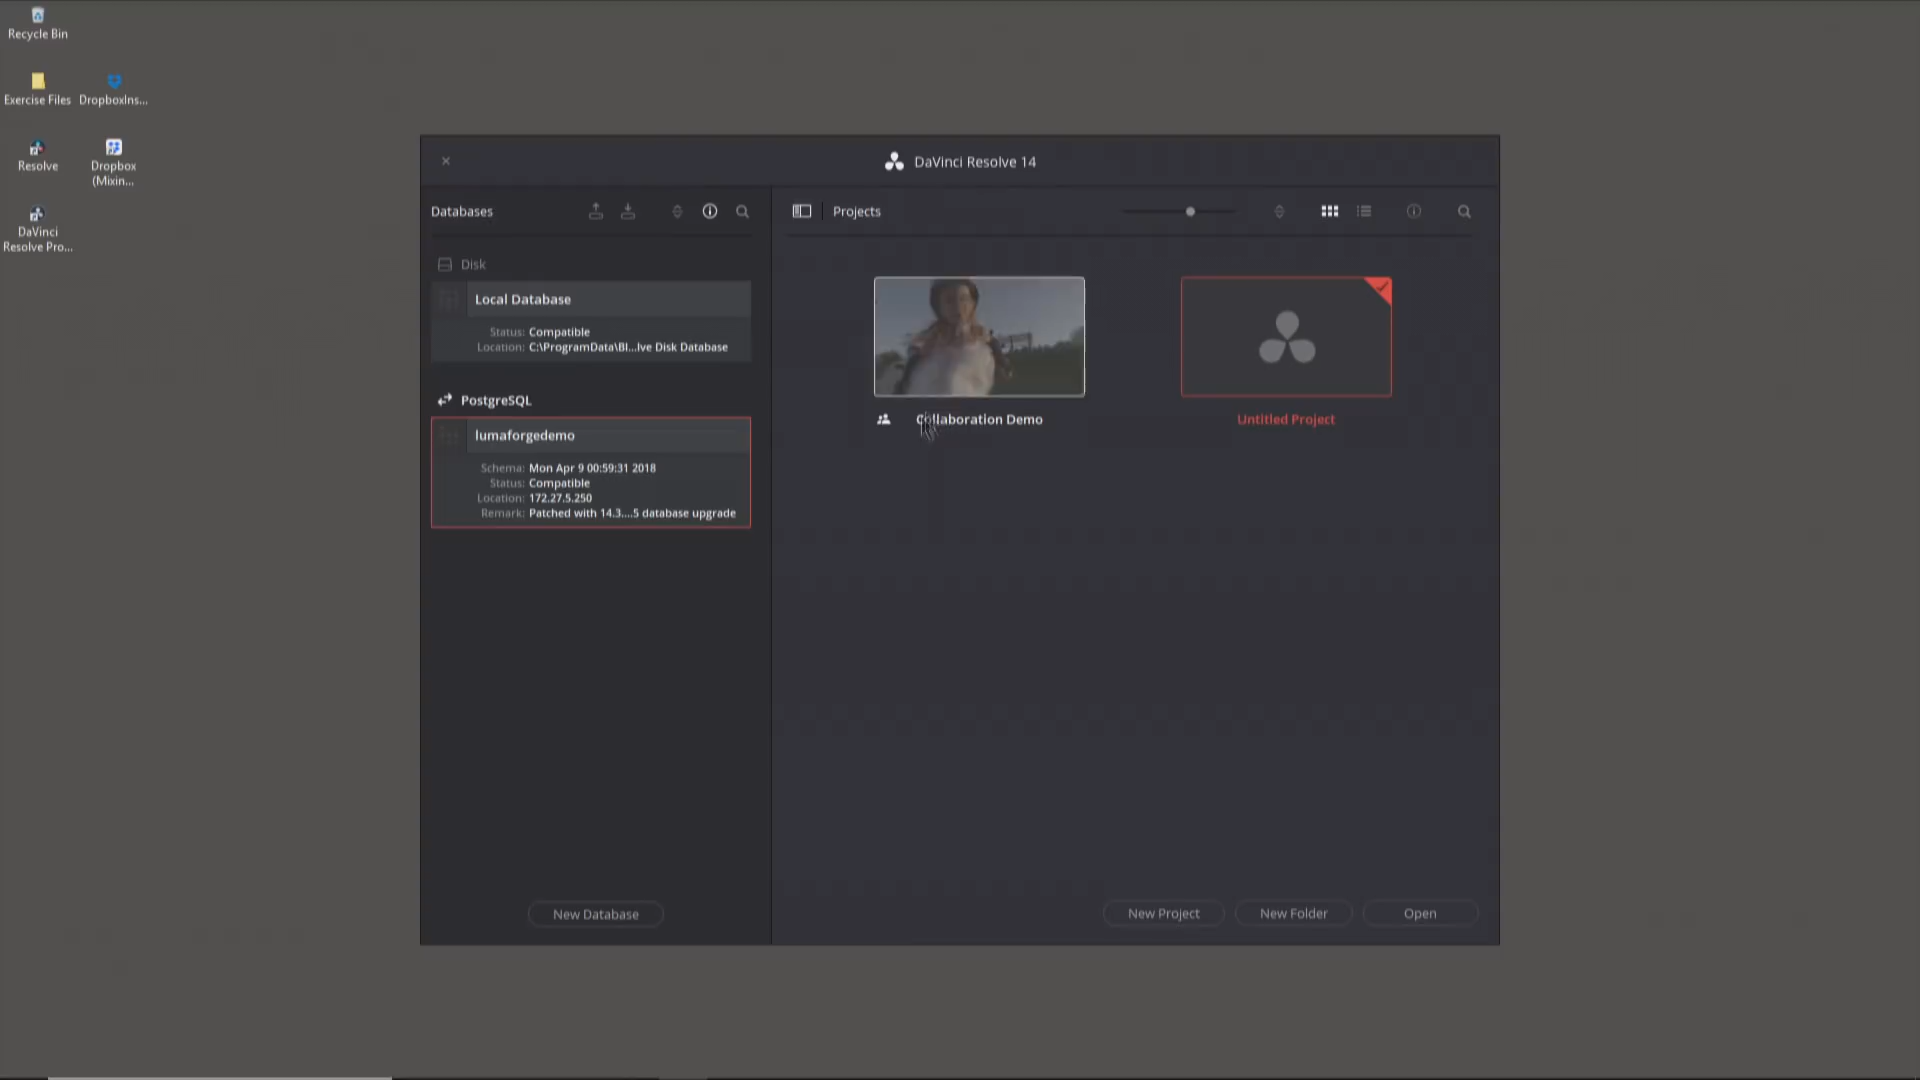 Recycle Bin
Exercise Files
DropboxIns...
Resolve
Dropbox
(Mixin...
DaVinci
Resolve Pro...
DaVinci Resolve 14
Databases
Projects
Disk
Local Database
Status: Compatible
Location: C:\ProgramData\Bl...lve Disk Database
PostgreSQL
lumaforgedemo
Schema: Mon Apr 9 00:59:31 2018
Status: Compatible
Location: 172.27.5.250
Remark: Patched with 14.3....5 database upgrade
Collaboration Demo
Untitled Project
New Database
New Project
New Folder
Open